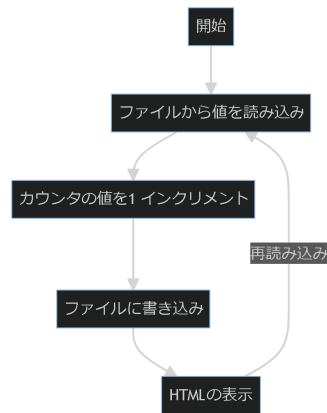 開始
ファイルから値を読み込み
カウンタの値を1 インクリメント
再読み込み
ファイルに書き込み
HTMLの表示